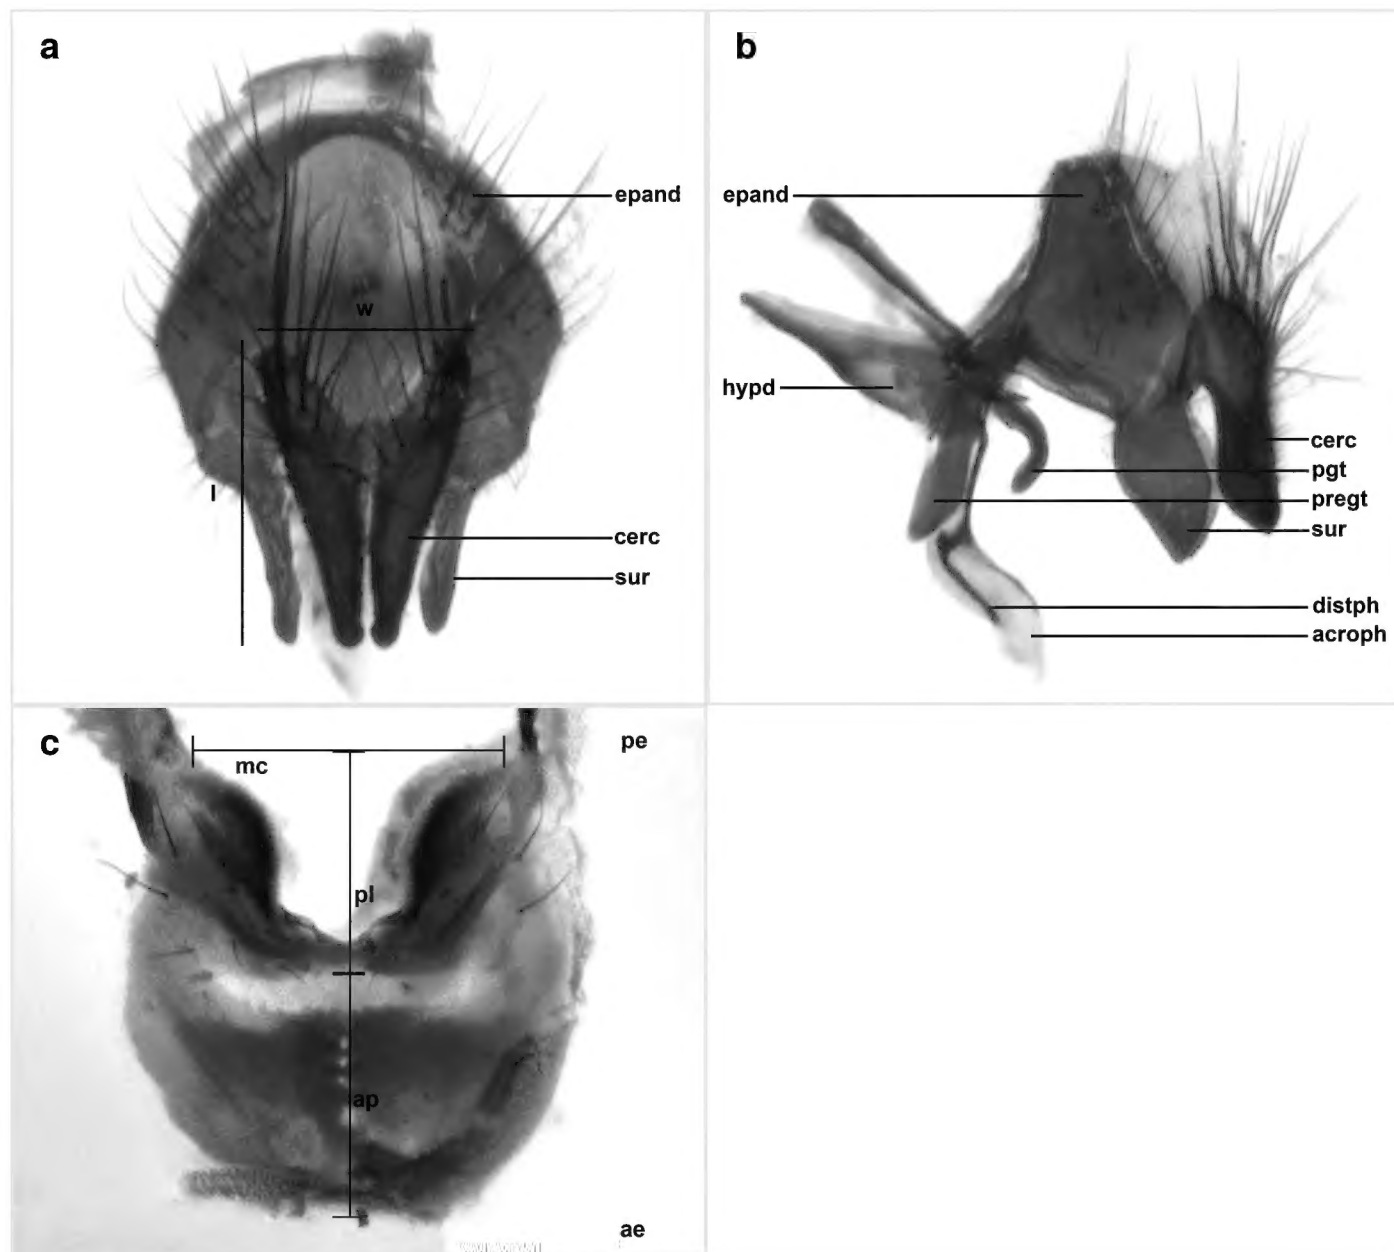 a
epand
w
l
cerc
sur
b
epand
hypd
cerc
pgt
pregt
sur
distph
acroph
c
pe
mc
pl
ap
ae